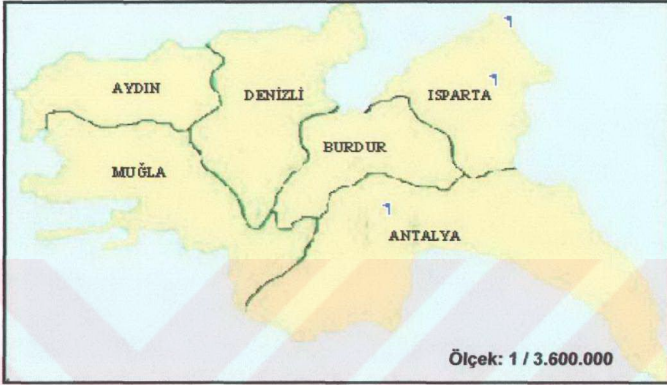 AYDIN
DENİZLİ
ISPARTA
BURDUR
MUĞLA
ANTALYA
Ölçek: 1 / 3.600.000